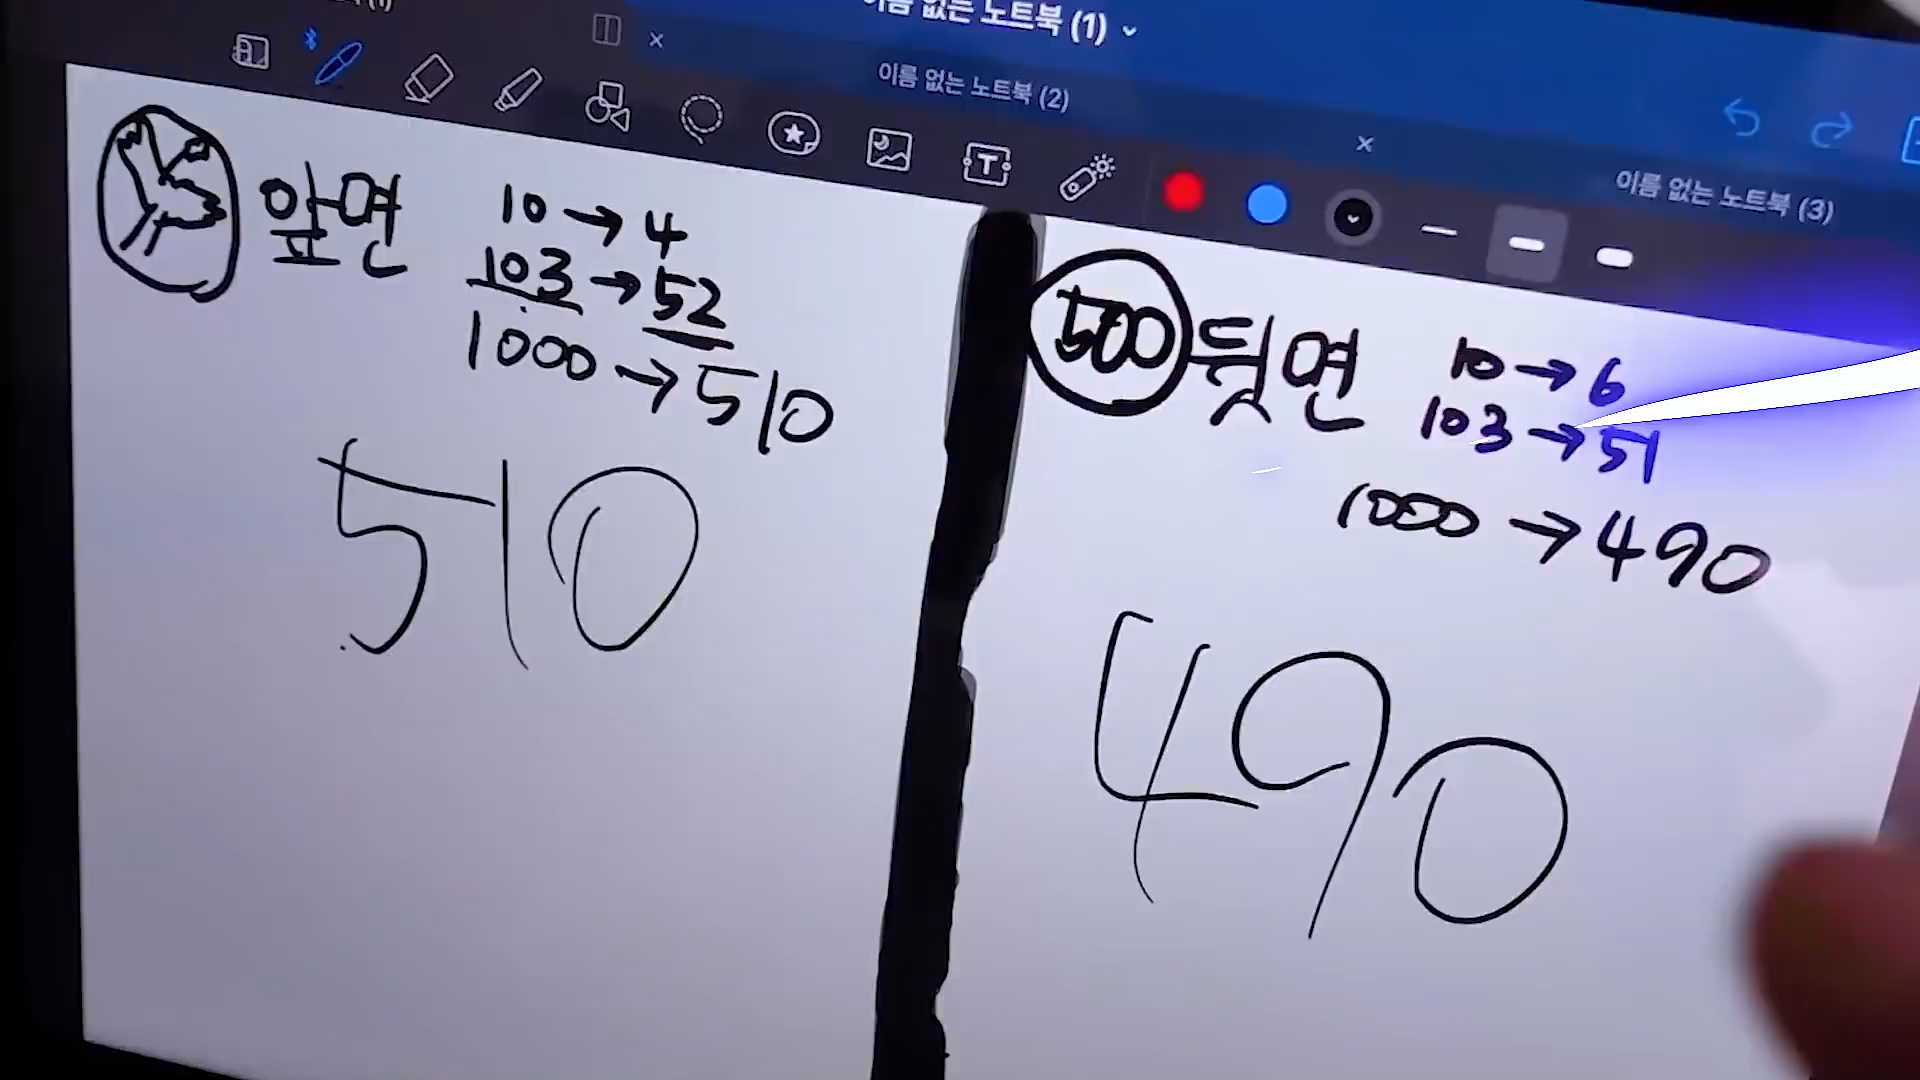 이름 없는 노트북 (1)
이름 없는 노트북 (2)
이름 없는 노트북 (3)
앞면
10 → 4
103 → 52
1000 → 510
510
500 뒷면
10 → 6
103 → 51
1000 → 490
490